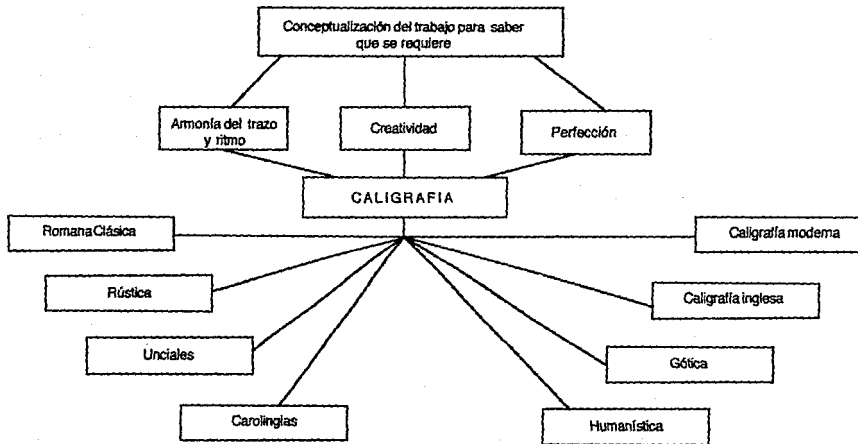 Conceptualización del trabajo para saber
que se requiere
Armonía del trazo
y ritmo
Creatividad
Perfección
CALIGRAFIA
Romana Clásica
Caligrafía moderna
Rústica
Caligrafía inglesa
Unciales
Gótica
Carolingias
Humanística